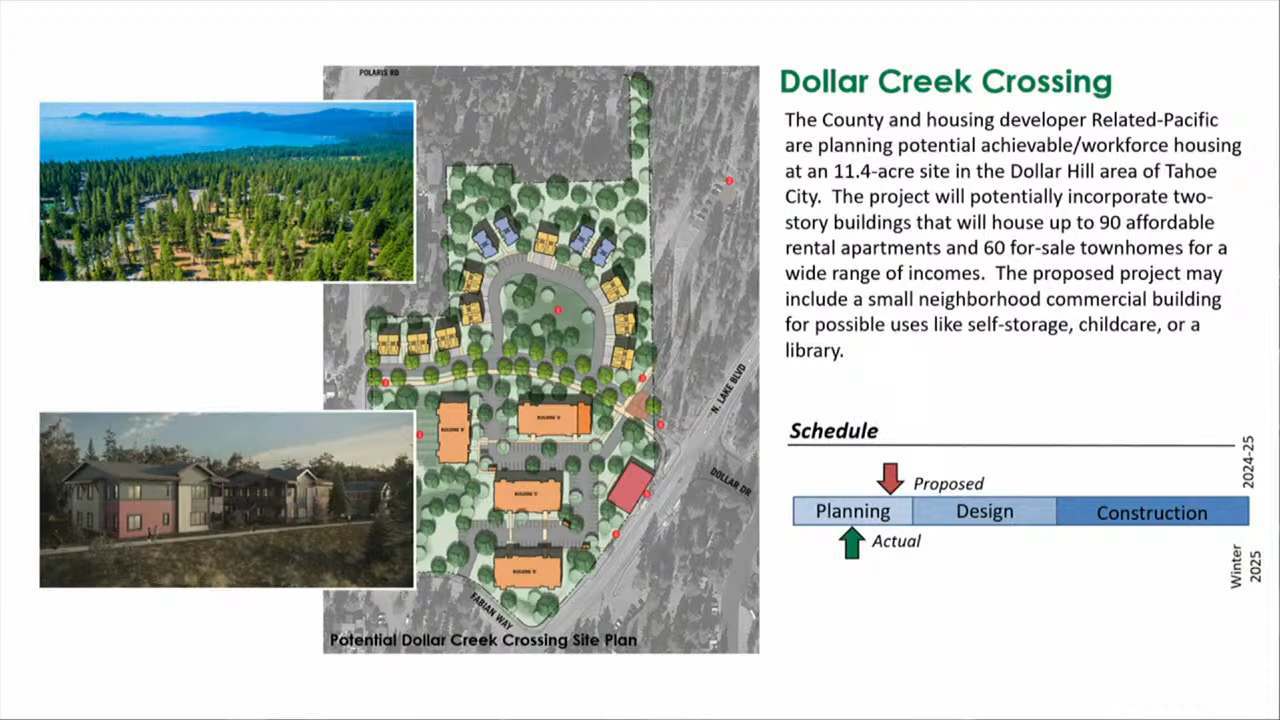 POLARIS RD
Dollar Creek Crossing
The County and housing developer Related-Pacific
are planning potential achievable/workforce housing
at an 11.4-acre site in the Dollar Hill area of Tahoe
City.  The project will potentially incorporate two-
story buildings that will house up to 90 affordable
rental apartments and 60 for-sale townhomes for a
wide range of incomes.  The proposed project may
include a small neighborhood commercial building
for possible uses like self-storage, childcare, or a
library.
N. LAKE BLVD
DOLLAR DR
FABIAN WAY
Potential Dollar Creek Crossing Site Plan
Schedule
2024-25
Proposed
Planning
Design
Construction
Actual
Winter
2025